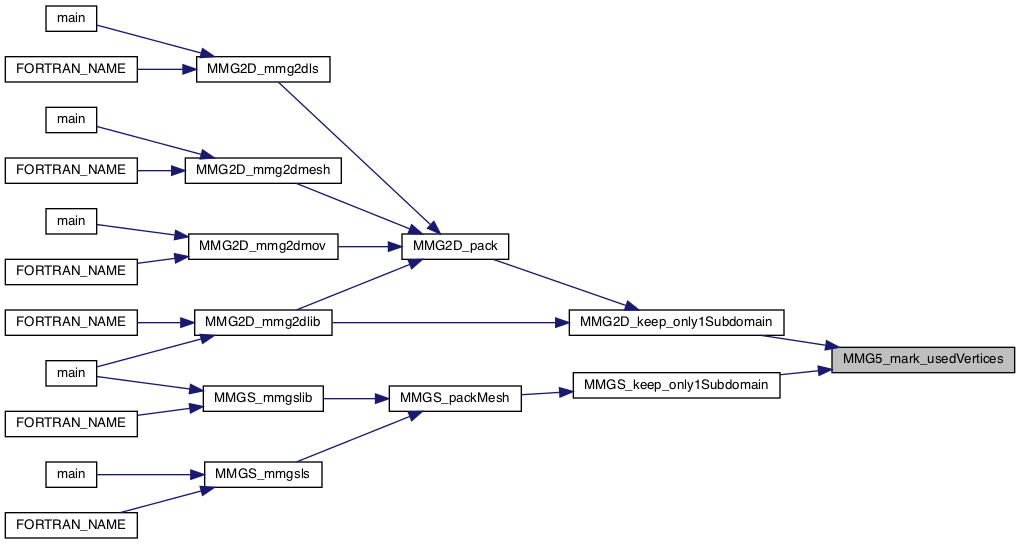 main
FORTRAN_NAME
MMG2D_mmg2dls
main
FORTRAN_NAME
MMG2D_mmg2dmesh
main
FORTRAN_NAME
MMG2D_mmg2dmov
MMG2D_pack
FORTRAN_NAME
MMG2D_mmg2dlib
MMG2D_keep_only1Subdomain
MMG5_mark_usedVertices
main
FORTRAN_NAME
MMGS_mmgslib
MMGS_packMesh
MMGS_keep_only1Subdomain
main
FORTRAN_NAME
MMGS_mmgsls